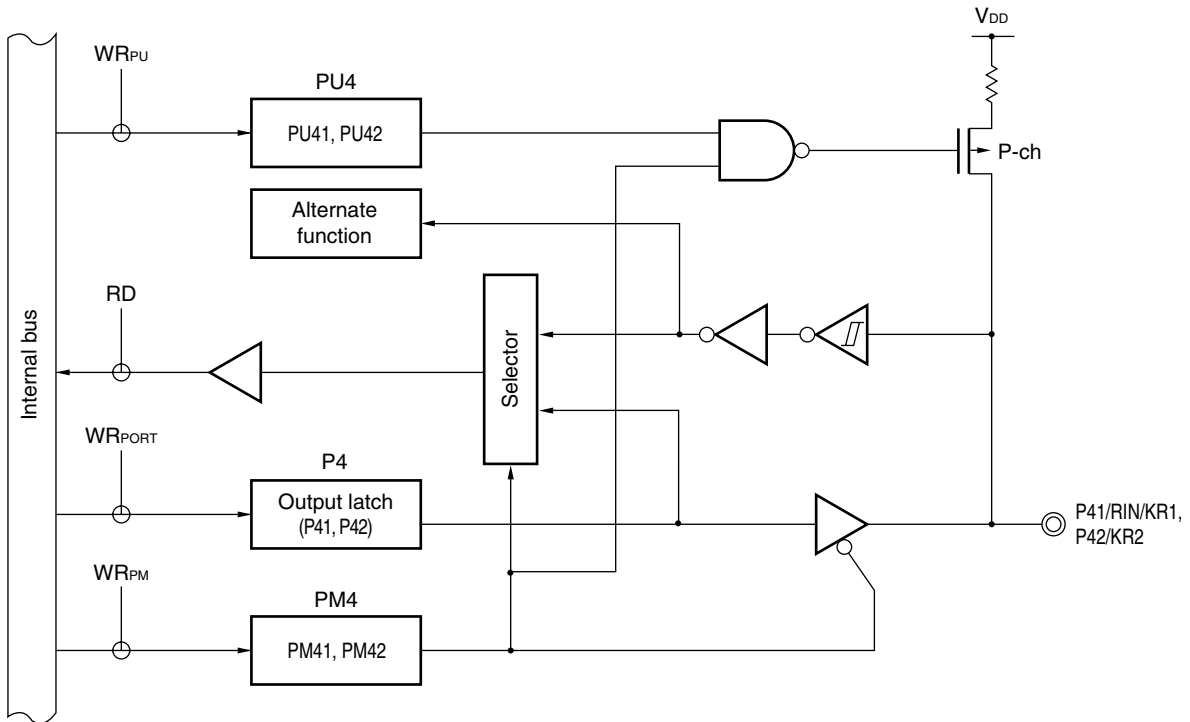 VDD
WRPU
PU4
PU41, PU42
P-ch
Alternate
function
RD
Internal bus
Selector
WRPORT
P4
Output latch
(P41, P42)
P41/RIN/KR1,
P42/KR2
WRPM
PM4
PM41, PM42